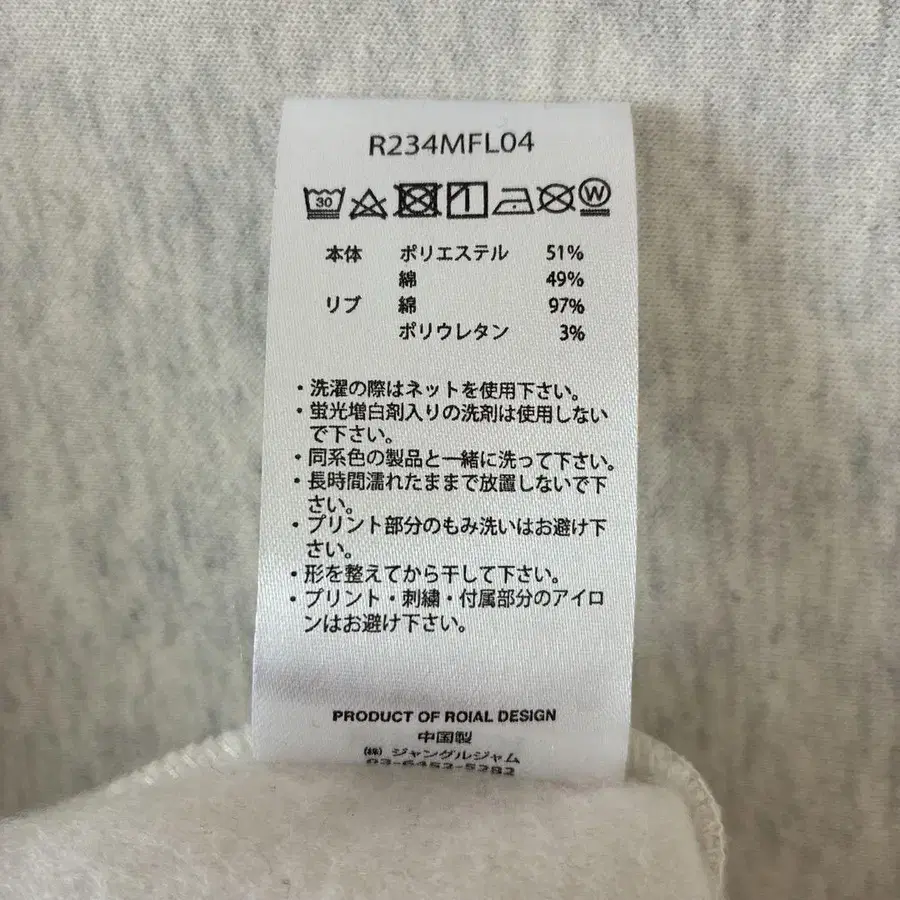 R234MFL04
30
W
本体 ポリエステル 51%
綿 49%
リブ 綿 97%
ポリウレタン 3%
・洗濯の際はネットを使用下さい。
・蛍光増白剤入りの洗剤は使用しない
で下さい。
・同系色の製品と一緒に洗って下さい。
・長時間濡れたままで放置しないで下
さい。
・プリント部分のもみ洗いはお避け下
さい。
・形を整えてから干して下さい。
・プリント・刺繍・付属部分のアイロ
ンはお避け下さい。
PRODUCT OF ROIAL DESIGN
中国製
㈱ ジャングルジャム
03-6452-5282